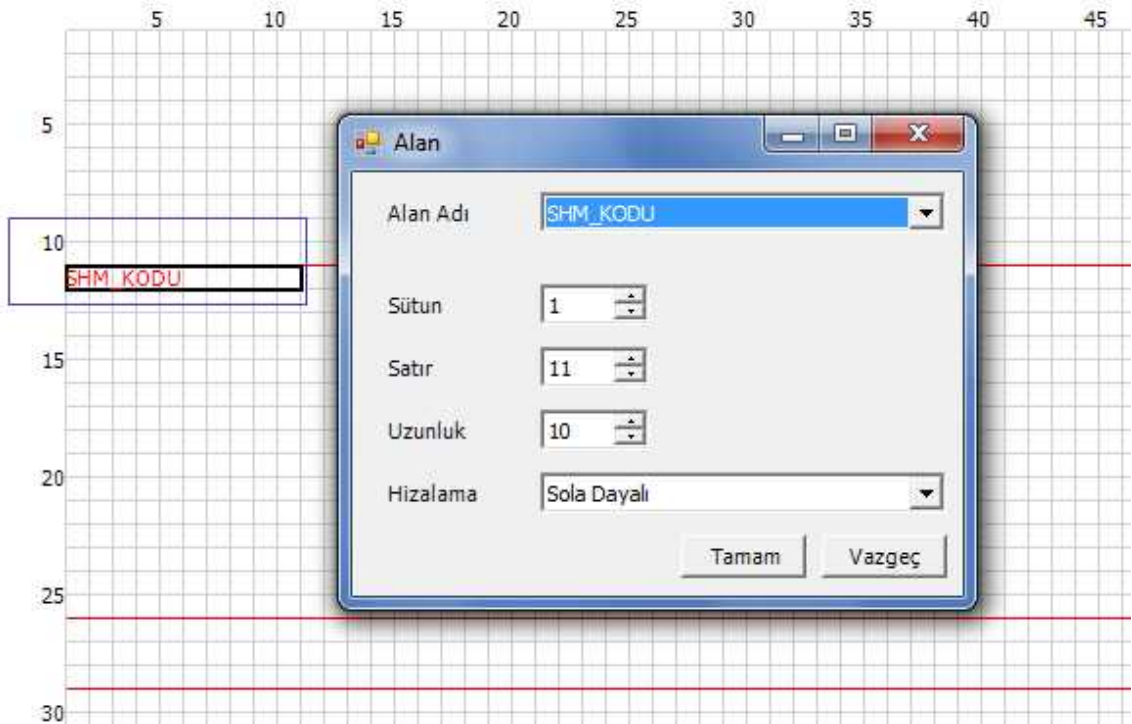 5 10 15 20 25 30 35 40 45
5
Alan
Alan Adı SHM_KODU
10
SHM_KODU
Sütun 1
15
Satır 11
Uzunluk 10
20
Hizalama Sola Dayalı
Tamam Vazgeç
25
30